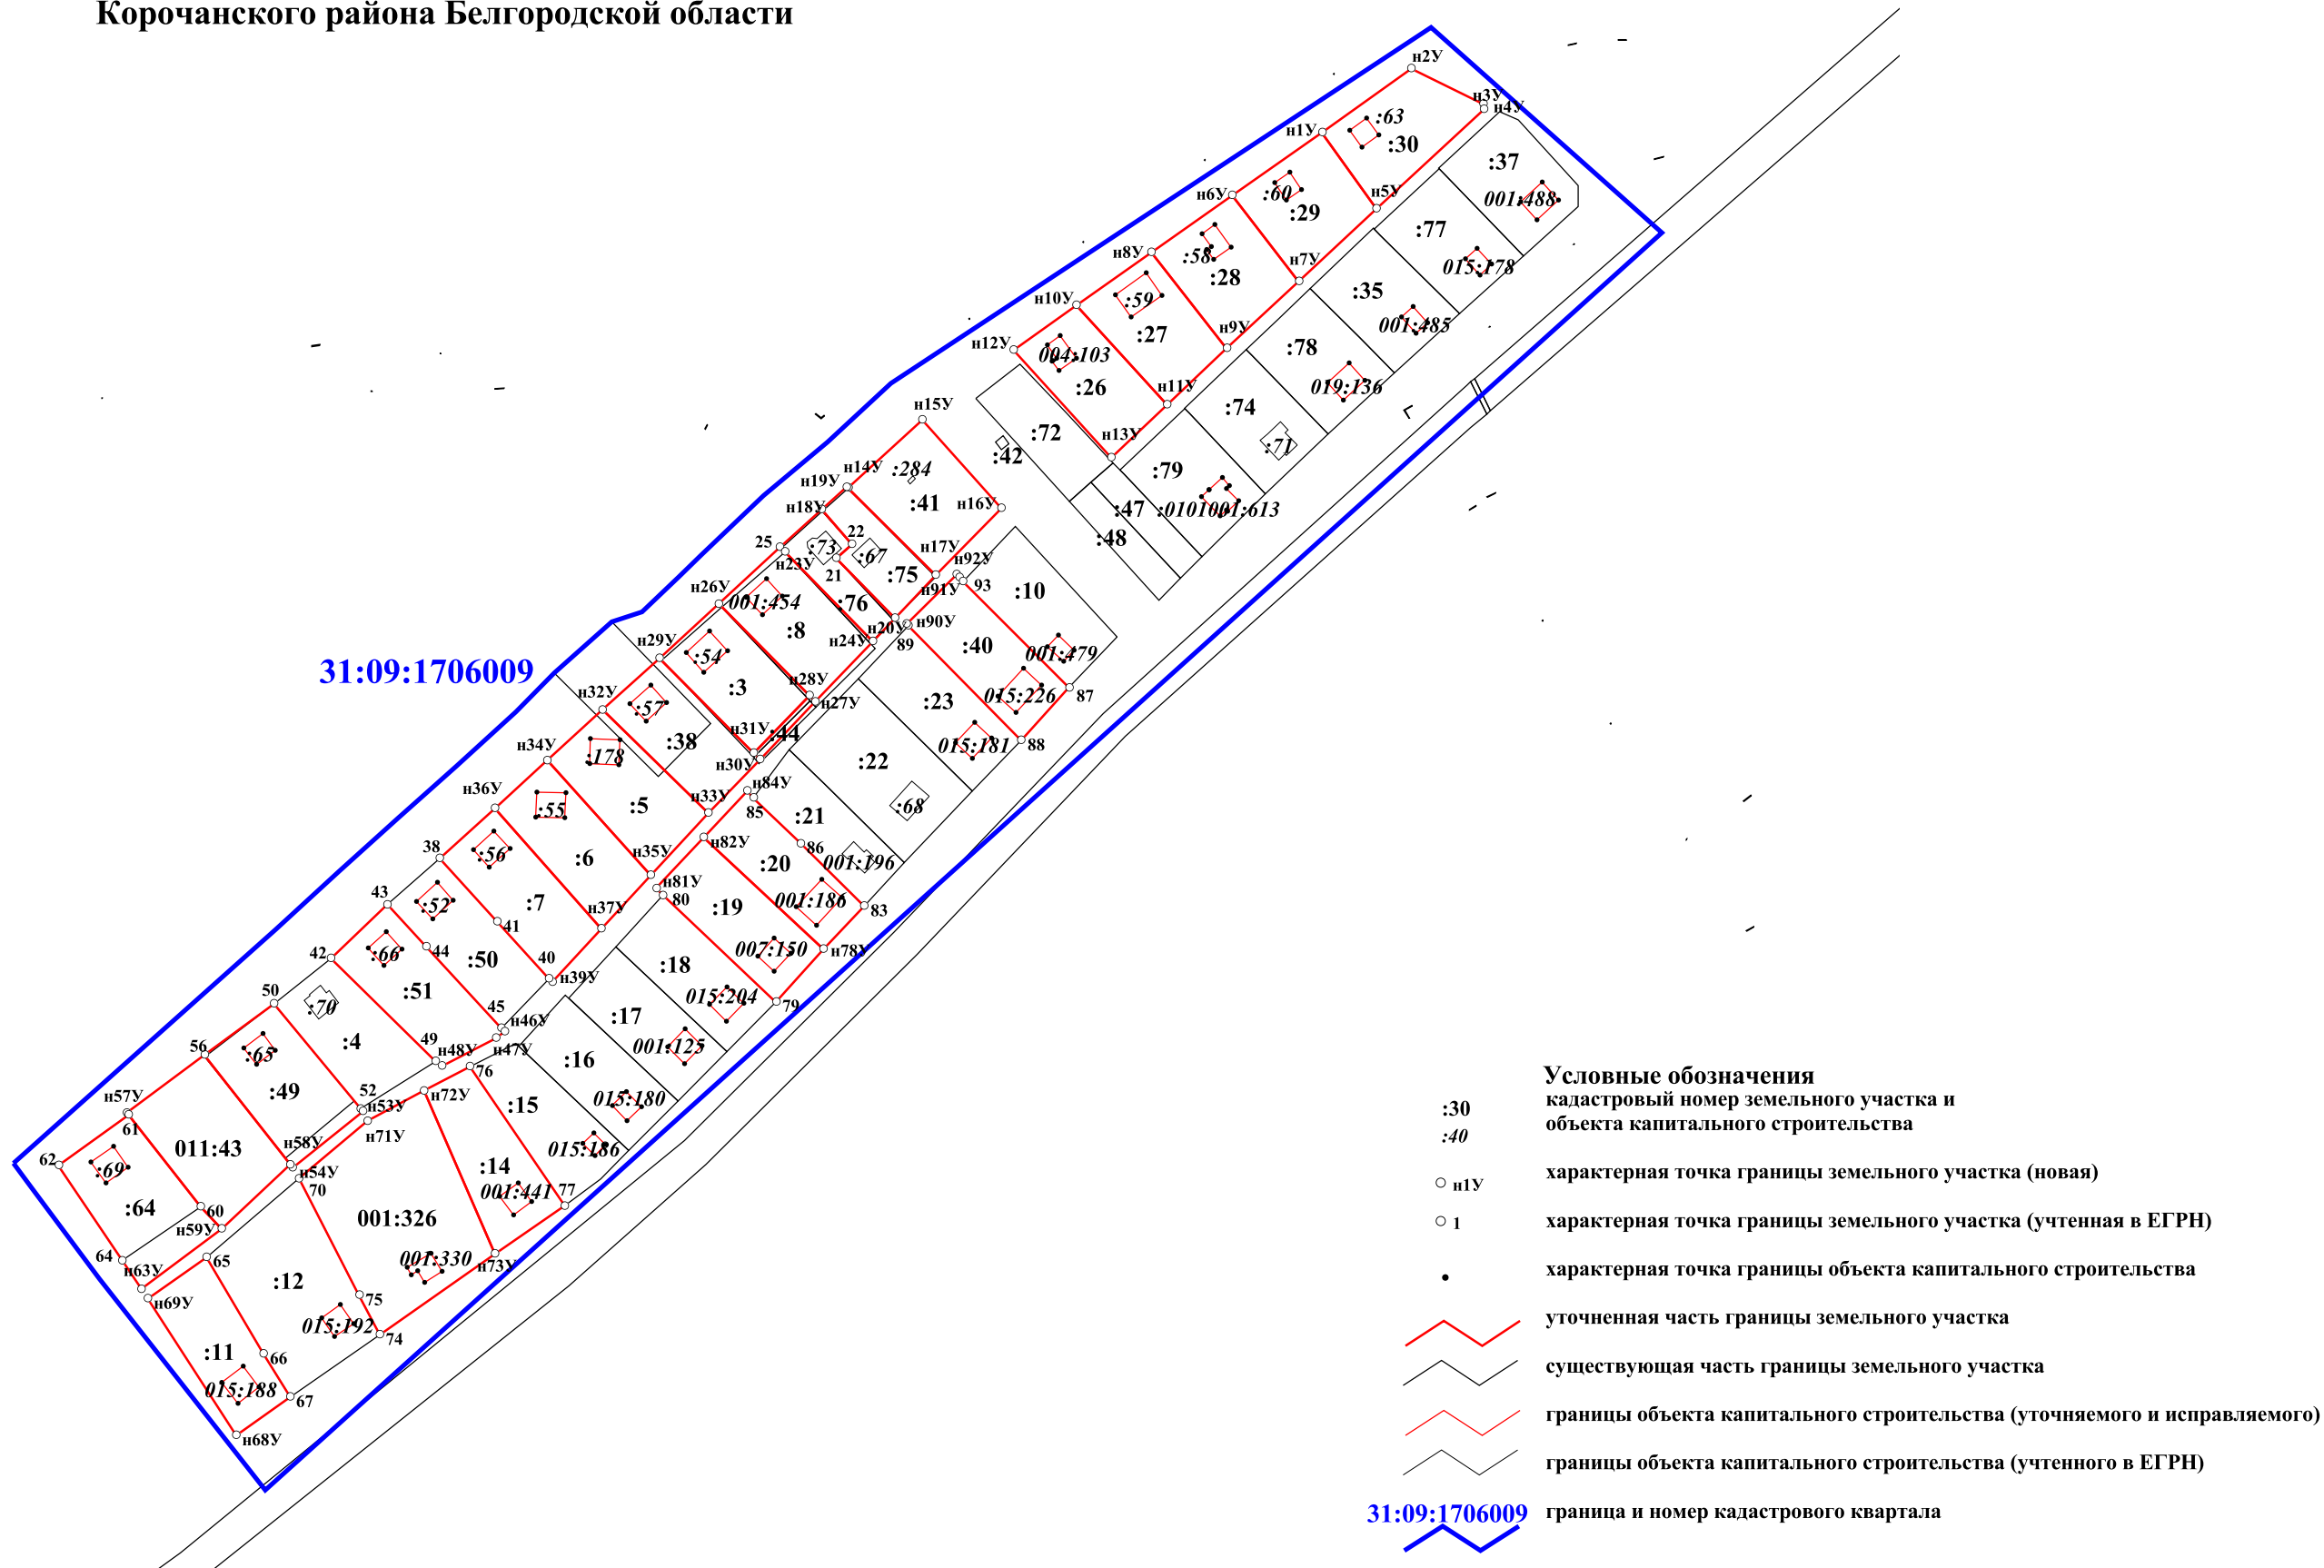 Корочанского района Белгородской области
н2У
н3У
н4У
:63
н1У
:30
:37
001:488
н5У
н6У
:60
:29
:77
015:178
н8У
:58
:28
н7У
:35
001:485
н10У
:59
:27
н9У
:78
019:136
н12У
004:103
:26
н11У
:74
:71
н15У
:72
:42
н13У
:79
:47
:0101001:613
:48
н14У
:284
н19У
н18У
:41
н16У
25
22
:73
:67
н17У
н92У
н23У
21
:75
н91У
93
:10
н26У
001:454
:76
:8
н20У
н24У
н90У
89
:40
001:479
н29У
:54
31:09:1706009
:3
н28У
н27У
:23
015:226
87
н32У
:57
н31У
:44
:38
015:181
88
н34У
:178
н30У
:22
н84У
н36У
:55
:5
н33У
85
:21
:68
38
:56
:6
н82У
86
:20
001:196
н35У
н81У
80
43
:52
:7
:19
001:186
83
41
н37У
42
:66
44
:50
007:150
н78У
40
н39У
:18
50
:70
:51
015:204
79
45
н46У
:17
56
:65
:4
49
н48У
н47У
001:125
:16
76
н57У
:49
52
н53У
н72У
:15
015:180
61
н71У
62
011:43
н58У
015:186
:69
н54У
70
:14
001:441
77
:64
60
н59У
001:326
64
н63У
65
001:330
н73У
:12
н69У
75
015:192
74
:11
66
015:188
67
н68У
Условные обозначения
:30 кадастровый номер земельного участка и
:40 объекта капитального строительства
н1У характерная точка границы земельного участка (новая)
1 характерная точка границы земельного участка (учтенная в ЕГРН)
характерная точка границы объекта капитального строительства
уточненная часть границы земельного участка
существующая часть границы земельного участка
границы объекта капитального строительства (уточняемого и исправляемого)
границы объекта капитального строительства (учтенного в ЕГРН)
31:09:1706009 граница и номер кадастрового квартала